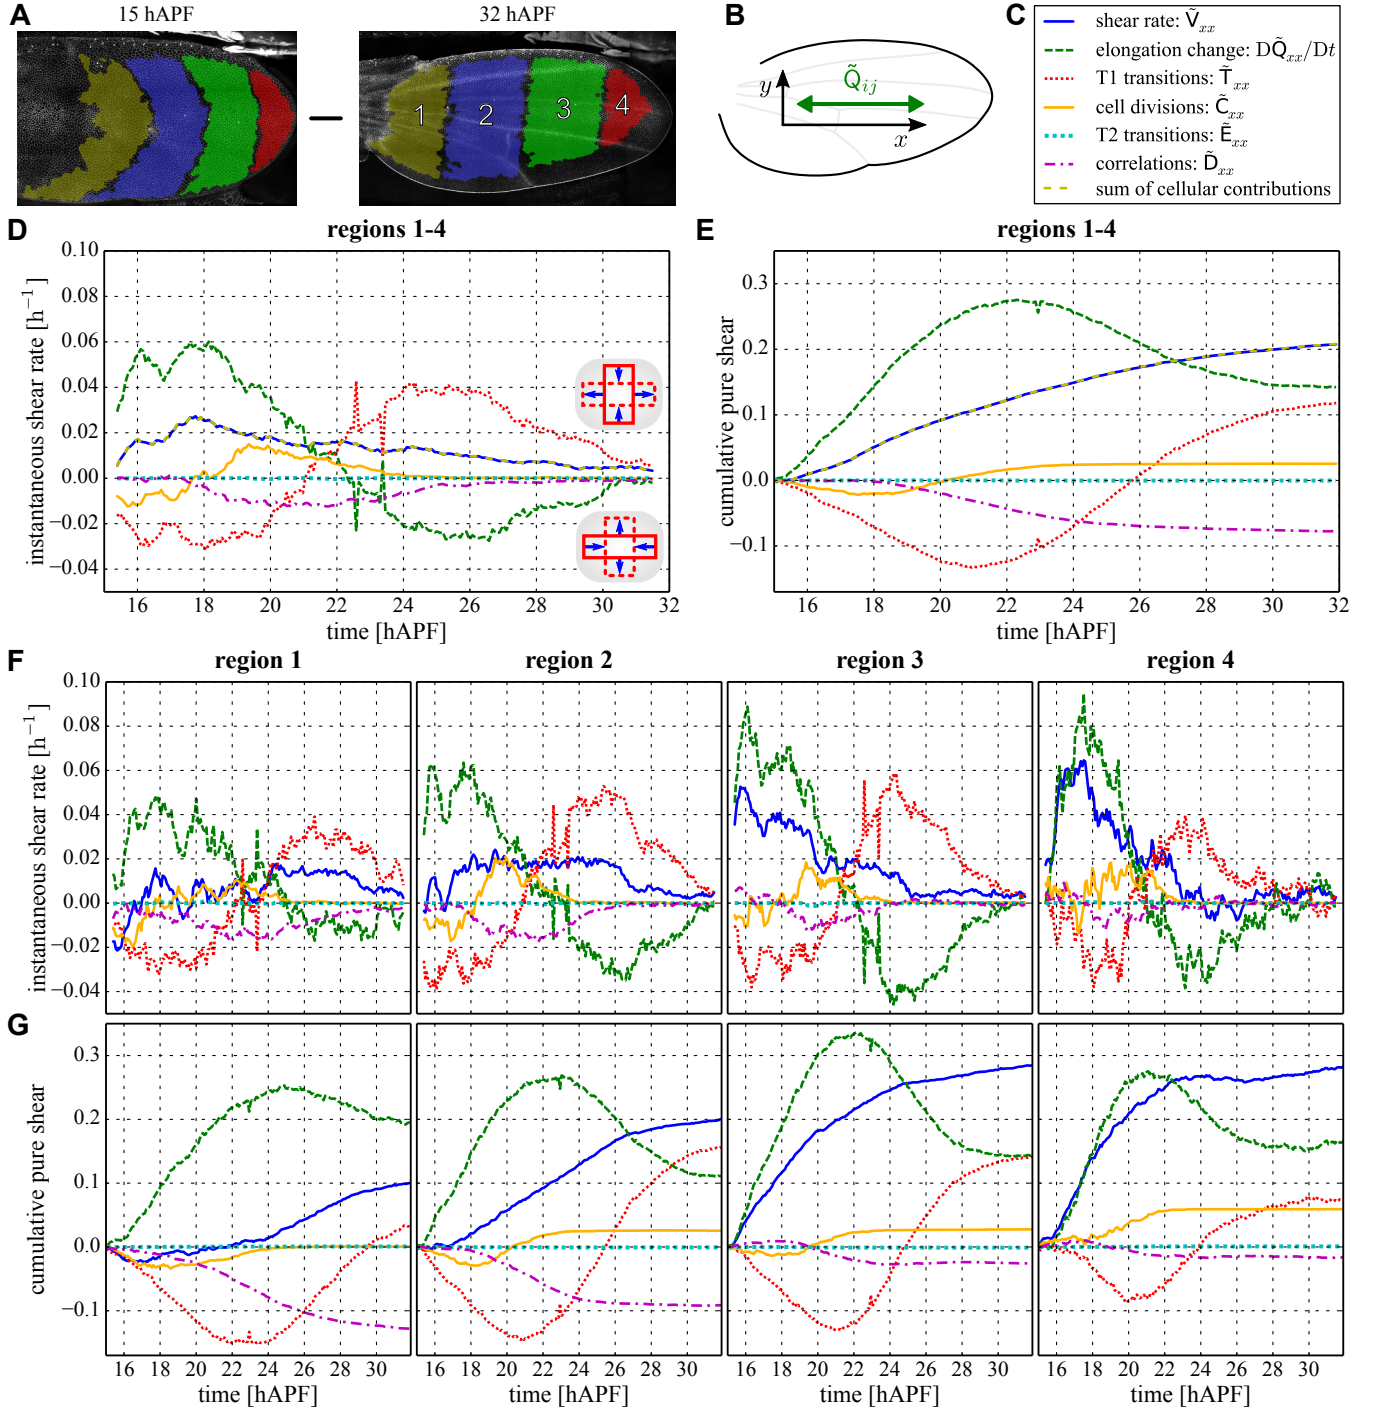 A
15 hAPF
32 hAPF
1
2
3
4
B
Q̃ij
y
x
C
shear rate: Ṽxx
elongation change: DQ̃xx/Dt
T1 transitions: T̃xx
cell divisions: C̃xx
T2 transitions: Ẽxx
correlations: D̃xx
sum of cellular contributions
D
regions 1-4
instantaneous shear rate [h−1]
0.10
0.08
0.06
0.04
0.02
0.00
−0.02
−0.04
16 18 20 22 24 26 28 30 32
time [hAPF]
E
regions 1-4
cumulative pure shear
0.3
0.2
0.1
0.0
−0.1
16 18 20 22 24 26 28 30 32
time [hAPF]
F
region 1
region 2
region 3
region 4
instantaneous shear rate [h−1]
0.10
0.08
0.06
0.04
0.02
0.00
−0.02
−0.04
G
cumulative pure shear
0.3
0.2
0.1
0.0
−0.1
16 18 20 22 24 26 28 30
16 18 20 22 24 26 28 30
16 18 20 22 24 26 28 30
16 18 20 22 24 26 28 30
time [hAPF]
time [hAPF]
time [hAPF]
time [hAPF]